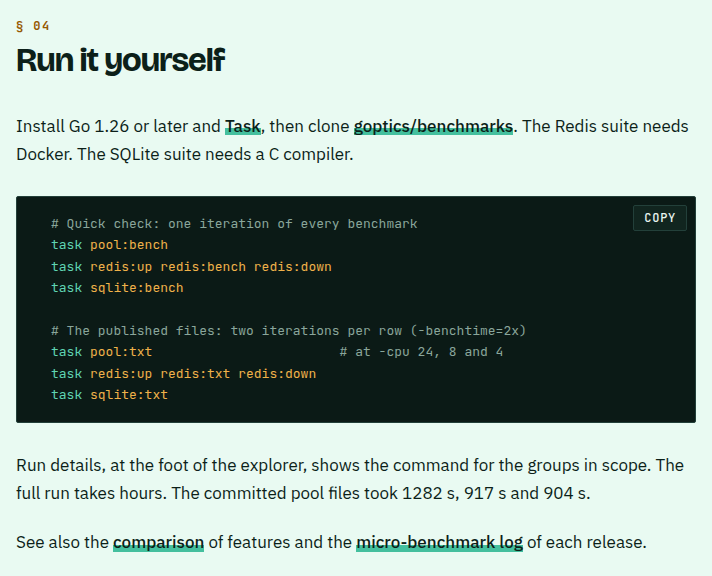 § 04
Run it yourself
Install Go 1.26 or later and Task, then clone goptics/benchmarks. The Redis suite needs
Docker. The SQLite suite needs a C compiler.
COPY
# Quick check: one iteration of every benchmark
task pool:bench
task redis:up redis:bench redis:down
task sqlite:bench
# The published files: two iterations per row (-benchtime=2x)
task pool:txt # at -cpu 24, 8 and 4
task redis:up redis:txt redis:down
task sqlite:txt
Run details, at the foot of the explorer, shows the command for the groups in scope. The
full run takes hours. The committed pool files took 1282 s, 917 s and 904 s.
See also the comparison of features and the micro-benchmark log of each release.